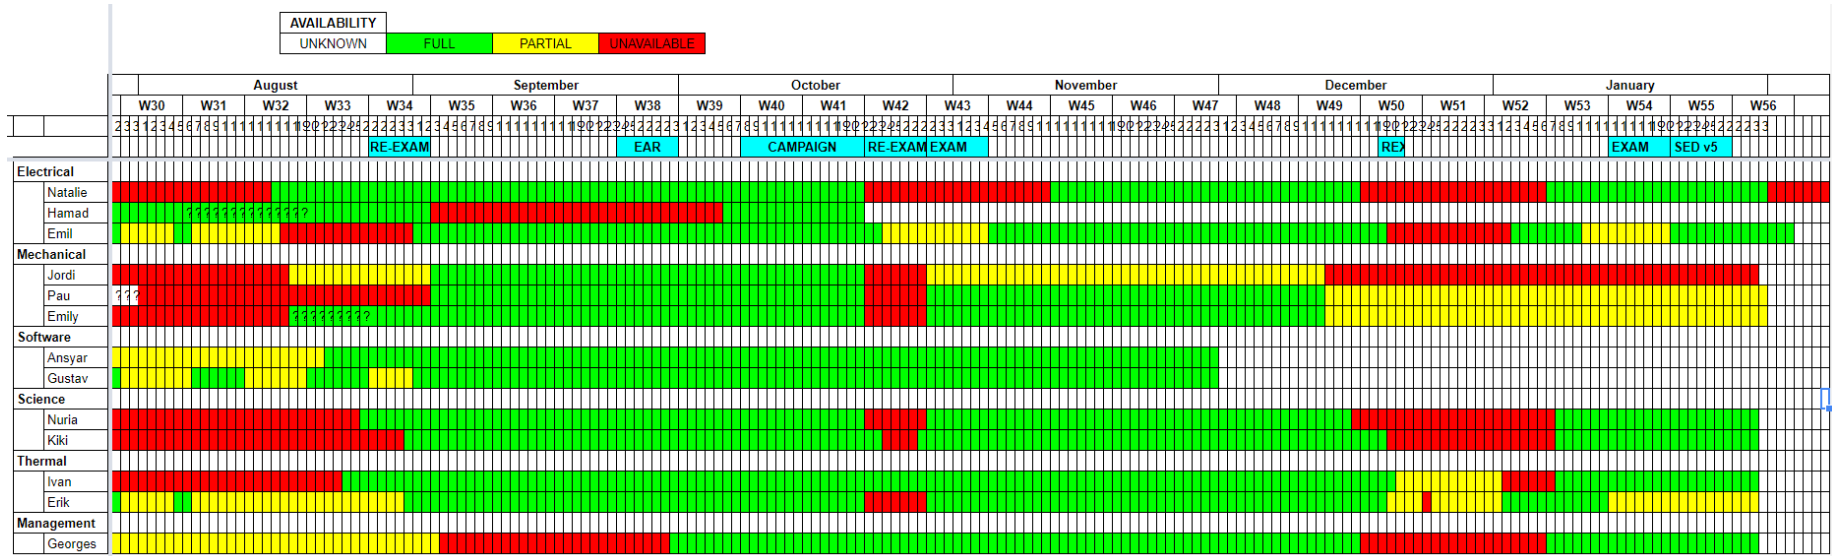 AVAILABILITY
UNKNOWN FULL PARTIAL UNAVAILABLE
August September October November December January
W30 W31 W32 W33 W34 W35 W36 W37 W38 W39 W40 W41 W42 W43 W44 W45 W46 W47 W48 W49 W50 W51 W52 W53 W54 W55 W56
RE-EXAM EAR CAMPAIGN RE-EXAM EXAM REX EXAM SED v5
Electrical
Natalie
Hamad ? ? ? ? ? ? ? ? ? ? ? ? ? ?
Emil
Mechanical
Jordi
Pau ? ? ?
Emily ? ? ? ? ? ? ? ? ?
Software
Ansyar
Gustav
Science
Nuria
Kiki
Thermal
Ivan
Erik
Management
Georges